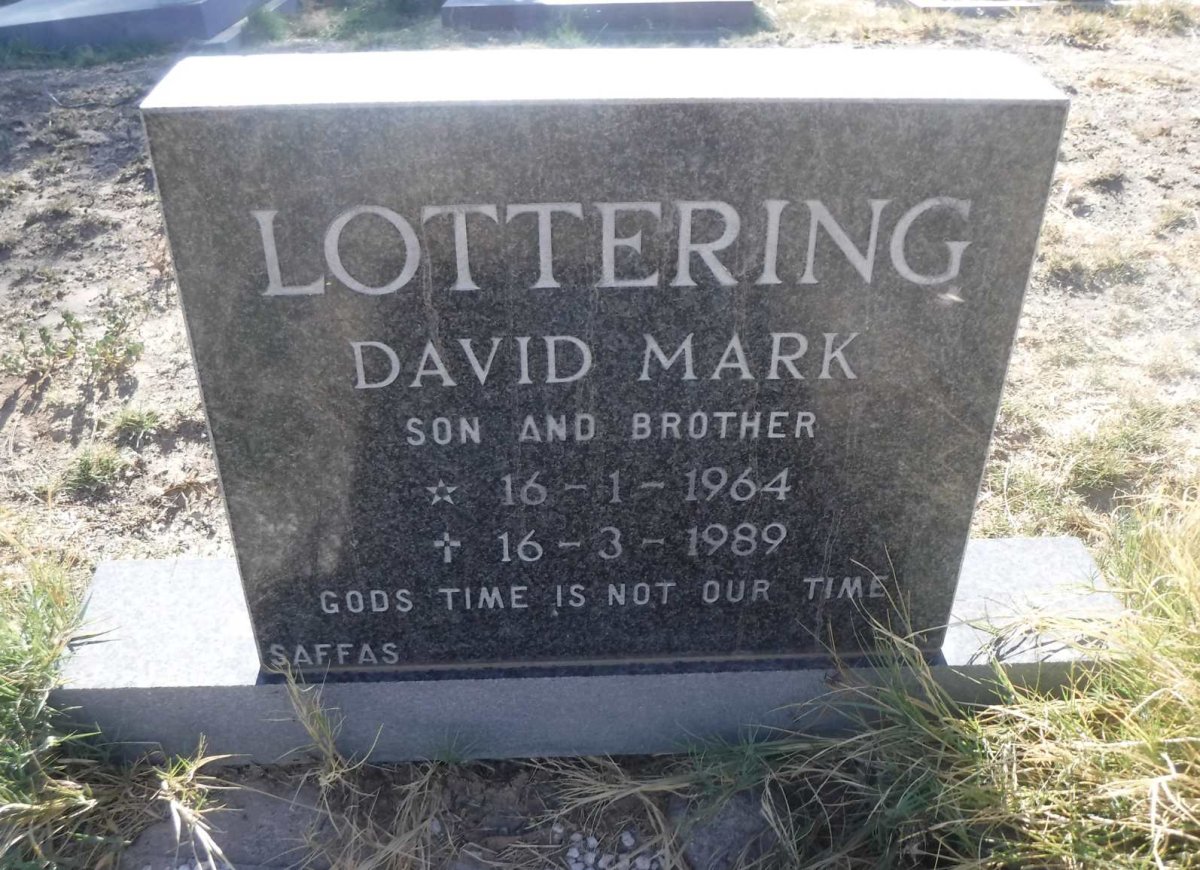 LOTTERING
DAVID MARK
SON AND BROTHER
☆ 16-1-1964
✝ 16-3-1989
GODS TIME IS NOT OUR TIME
SAFFAS